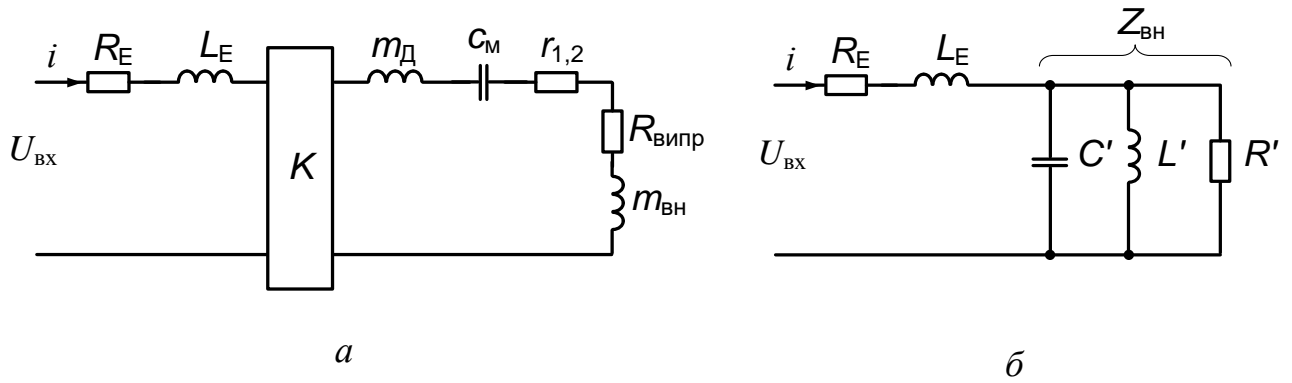 i R_Е L_Е m_Д c_м r_1,2
U_вх K R_випр
m_вн
а
Z_вн
i R_Е L_Е
U_вх C' L' R'
б